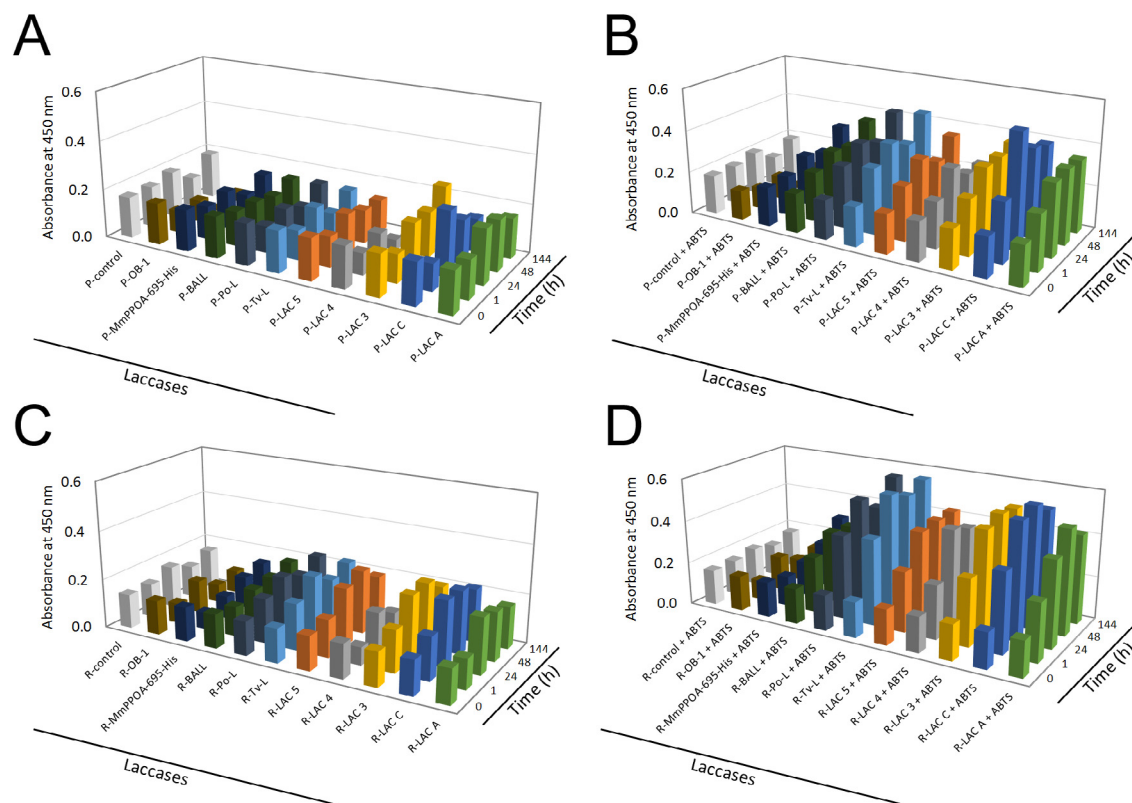 A
Absorbance at 450 nm
0.6
0.4
0.2
0.0
P-control
P-OB-1
P-MmPPOA-695-His
P-BALL
P-Po-L
P-Tv-L
P-LAC 5
P-LAC 4
P-LAC 3
P-LAC C
P-LAC A
Laccases
0
1
24
48
144
Time (h)
B
Absorbance at 450 nm
0.6
0.4
0.2
0.0
P-control + ABTS
P-OB-1 + ABTS
P-MmPPOA-695-His + ABTS
P-BALL + ABTS
P-Po-L + ABTS
P-Tv-L + ABTS
P-LAC 5 + ABTS
P-LAC 4 + ABTS
P-LAC 3 + ABTS
P-LAC C + ABTS
P-LAC A + ABTS
Laccases
0
1
24
48
144
Time (h)
C
Absorbance at 450 nm
0.6
0.4
0.2
0.0
R-control
R-OB-1
R-MmPPOA-695-His
R-BALL
R-Po-L
R-Tv-L
R-LAC 5
R-LAC 4
R-LAC 3
R-LAC C
R-LAC A
Laccases
0
1
24
48
144
Time (h)
D
Absorbance at 450 nm
0.6
0.4
0.2
0.0
R-control + ABTS
R-OB-1 + ABTS
R-MmPPOA-695-His + ABTS
R-BALL + ABTS
R-Po-L + ABTS
R-Tv-L + ABTS
R-LAC 5 + ABTS
R-LAC 4 + ABTS
R-LAC 3 + ABTS
R-LAC C + ABTS
R-LAC A + ABTS
Laccases
0
1
24
48
144
Time (h)